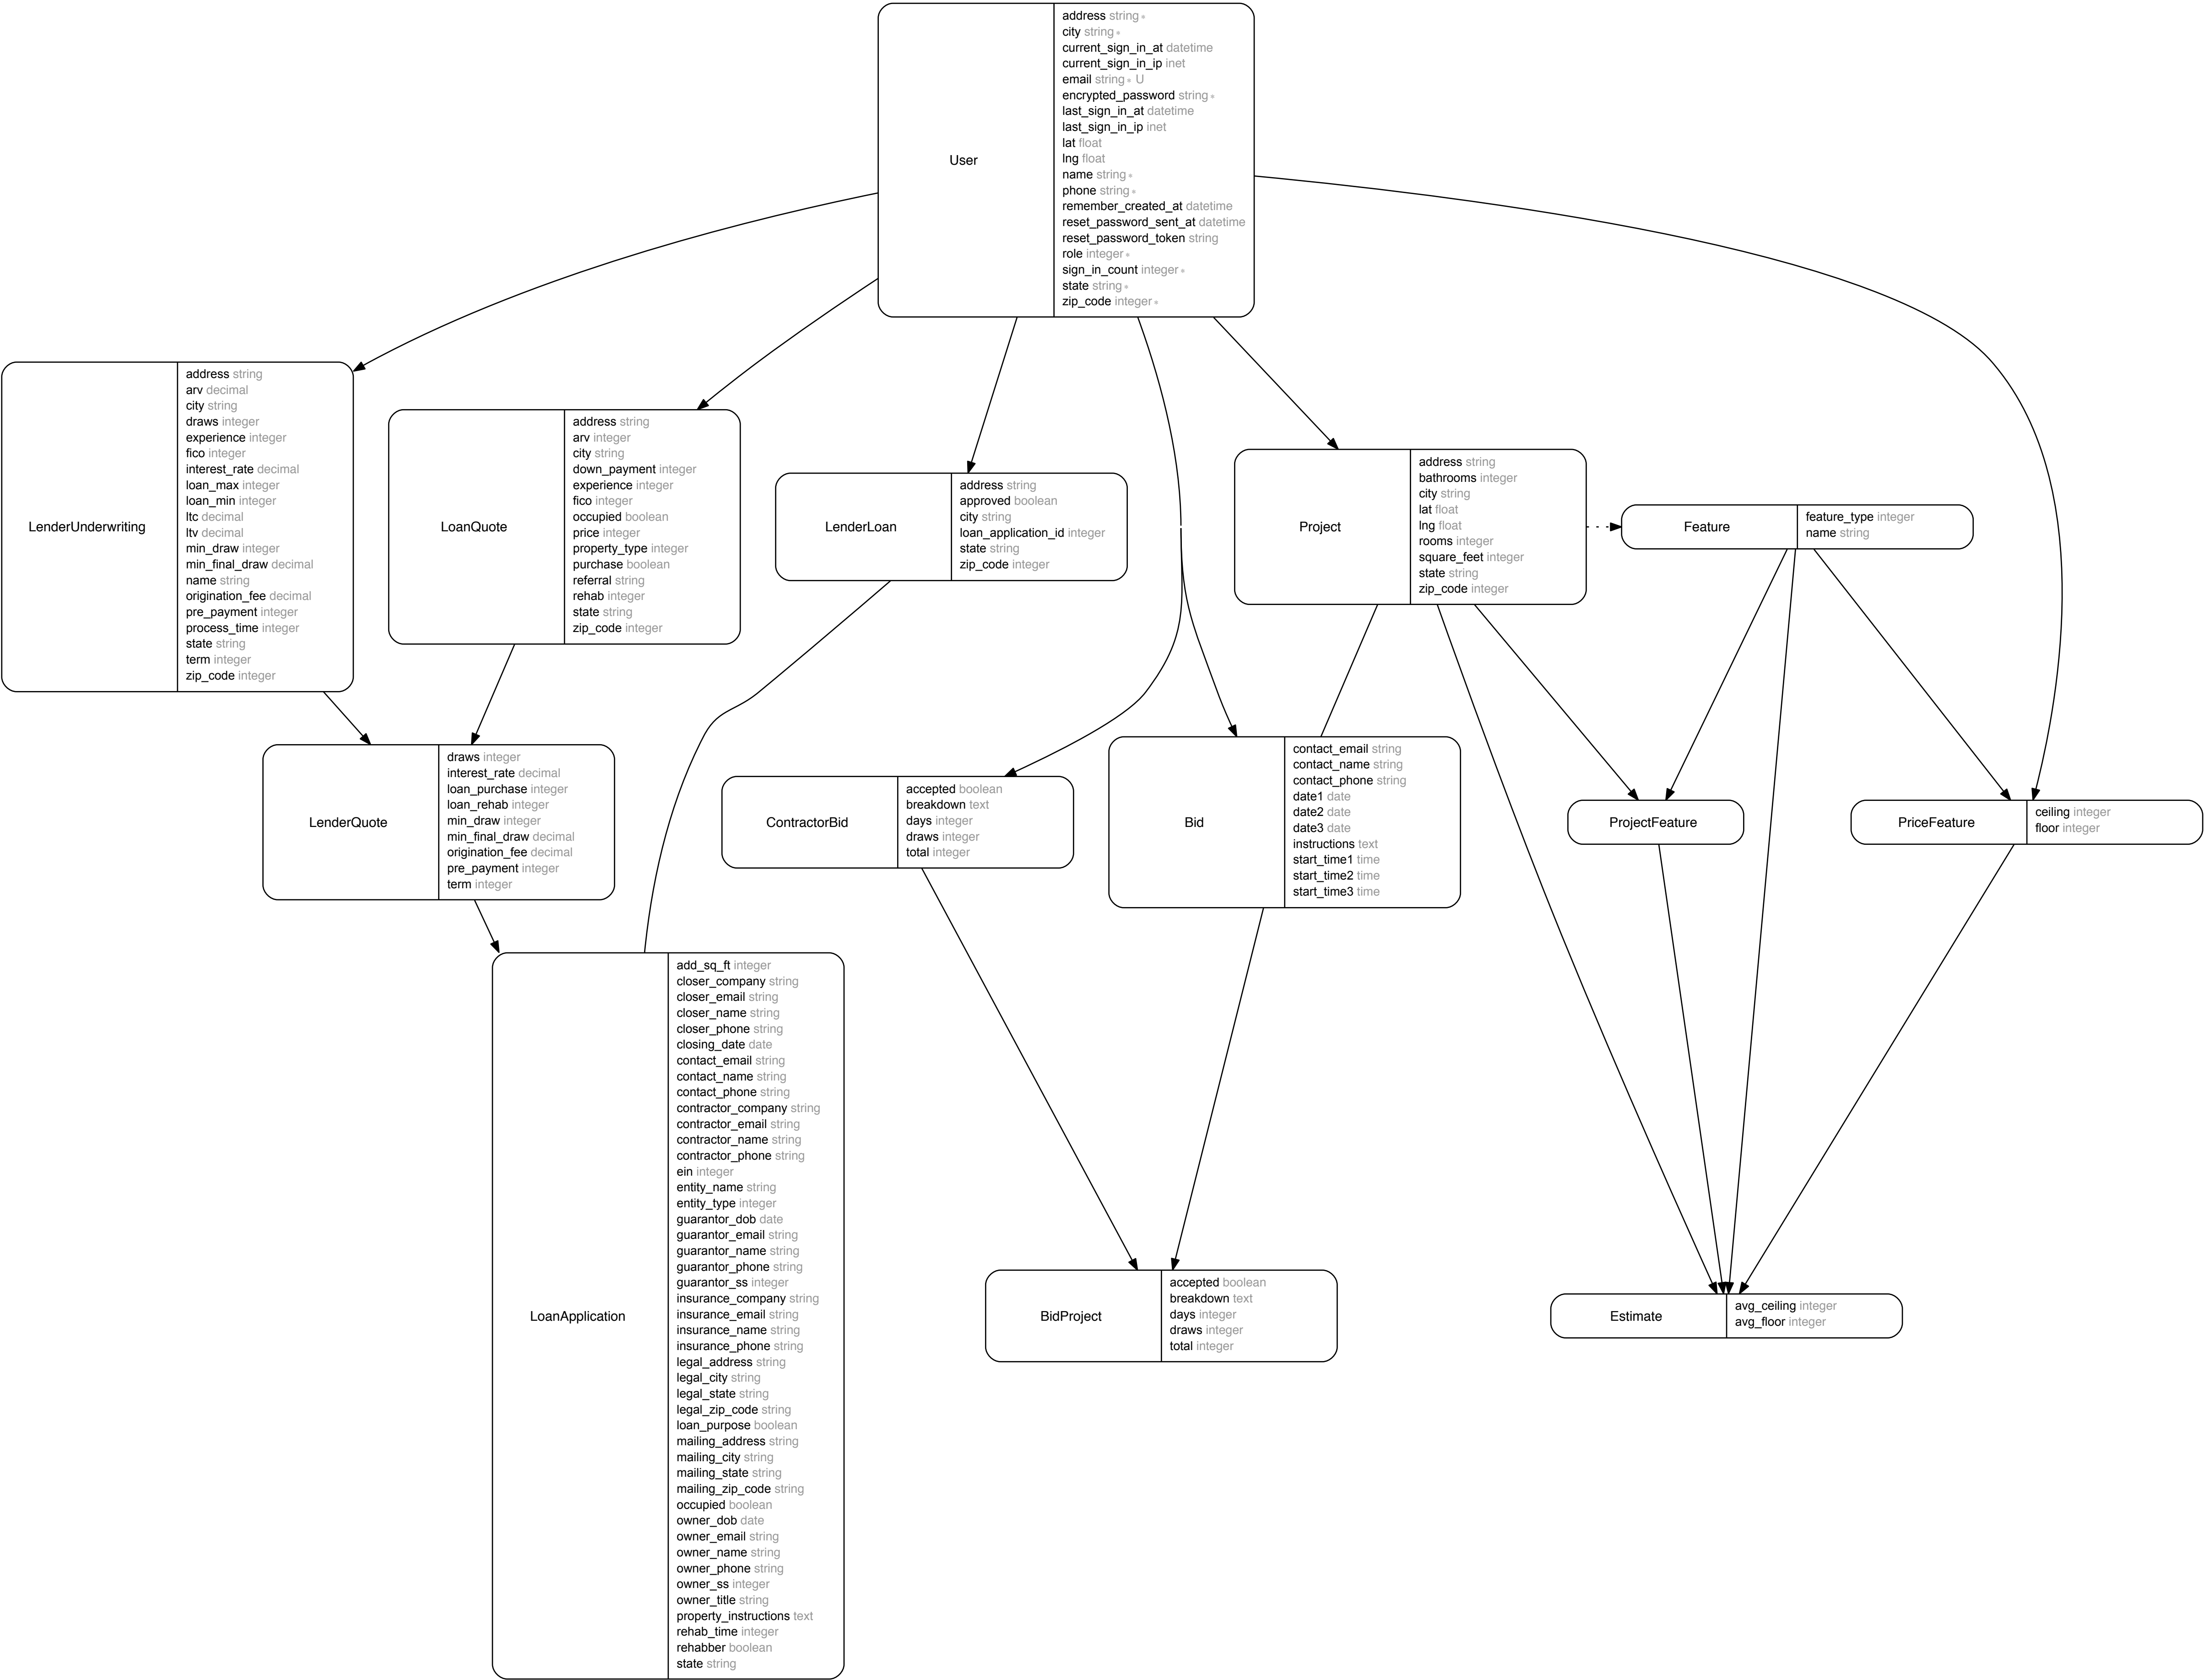 User
address string ∗
city string ∗
current_sign_in_at datetime
current_sign_in_ip inet
email string ∗ U
encrypted_password string ∗
last_sign_in_at datetime
last_sign_in_ip inet
lat float
lng float
name string ∗
phone string ∗
remember_created_at datetime
reset_password_sent_at datetime
reset_password_token string
role integer ∗
sign_in_count integer ∗
state string ∗
zip_code integer ∗
LenderUnderwriting
address string
arv decimal
city string
draws integer
experience integer
fico integer
interest_rate decimal
loan_max integer
loan_min integer
ltc decimal
ltv decimal
min_draw integer
min_final_draw decimal
name string
origination_fee decimal
pre_payment integer
process_time integer
state string
term integer
zip_code integer
LoanQuote
address string
arv integer
city string
down_payment integer
experience integer
fico integer
occupied boolean
price integer
property_type integer
purchase boolean
referral string
rehab integer
state string
zip_code integer
LenderLoan
address string
approved boolean
city string
loan_application_id integer
state string
zip_code integer
Project
address string
bathrooms integer
city string
lat float
lng float
rooms integer
square_feet integer
state string
zip_code integer
Feature
feature_type integer
name string
LenderQuote
draws integer
interest_rate decimal
loan_purchase integer
loan_rehab integer
min_draw integer
min_final_draw decimal
origination_fee decimal
pre_payment integer
term integer
ContractorBid
accepted boolean
breakdown text
days integer
draws integer
total integer
Bid
contact_email string
contact_name string
contact_phone string
date1 date
date2 date
date3 date
instructions text
start_time1 time
start_time2 time
start_time3 time
ProjectFeature
PriceFeature
ceiling integer
floor integer
LoanApplication
add_sq_ft integer
closer_company string
closer_email string
closer_name string
closer_phone string
closing_date date
contact_email string
contact_name string
contact_phone string
contractor_company string
contractor_email string
contractor_name string
contractor_phone string
ein integer
entity_name string
entity_type integer
guarantor_dob date
guarantor_email string
guarantor_name string
guarantor_phone string
guarantor_ss integer
insurance_company string
insurance_email string
insurance_name string
insurance_phone string
legal_address string
legal_city string
legal_state string
legal_zip_code string
loan_purpose boolean
mailing_address string
mailing_city string
mailing_state string
mailing_zip_code string
occupied boolean
owner_dob date
owner_email string
owner_name string
owner_phone string
owner_ss integer
owner_title string
property_instructions text
rehab_time integer
rehabber boolean
state string
BidProject
accepted boolean
breakdown text
days integer
draws integer
total integer
Estimate
avg_ceiling integer
avg_floor integer